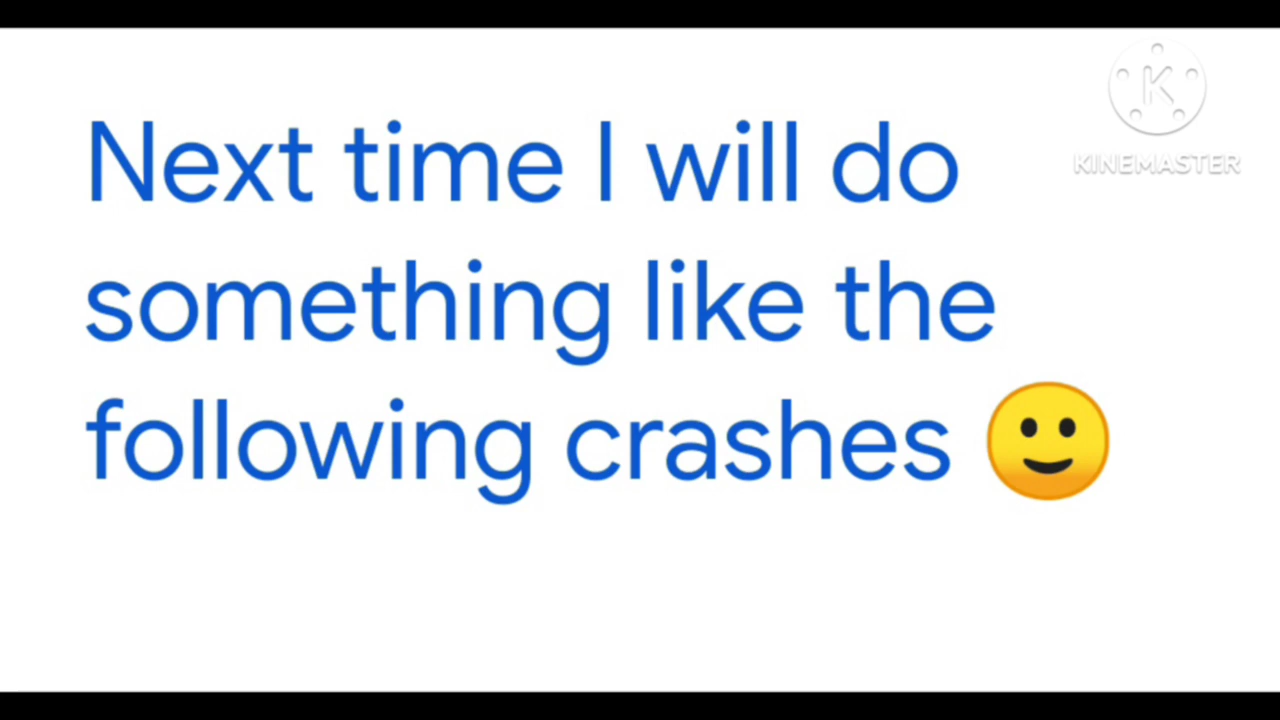 Next time I will do
something like the
following crashes 🙂
KINEMASTER